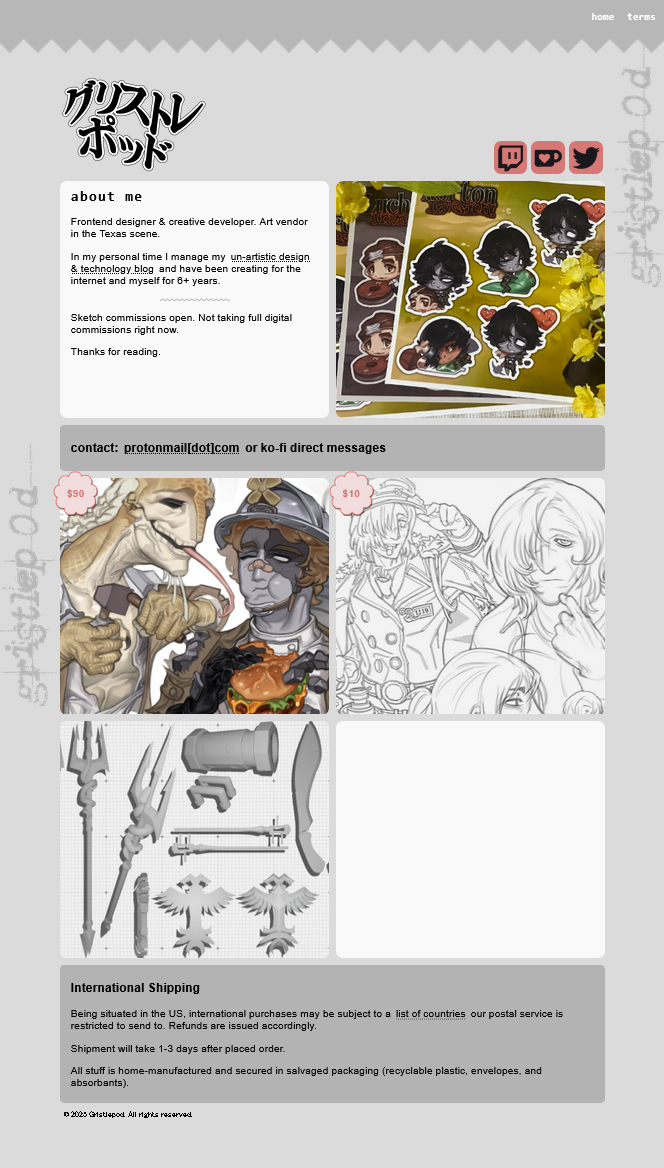 home terms
グリストレ
ポッド
gristlep Od
about me
Frontend designer & creative developer. Art vendor
in the Texas scene.
In my personal time I manage my un-artistic design
& technology blog and have been creating for the
internet and myself for 6+ years.
Sketch commissions open. Not taking full digital
commissions right now.
Thanks for reading.
contact: protonmail[dot]com or ko-fi direct messages
$90
$10
gristlep Od
International Shipping
Being situated in the US, international purchases may be subject to a list of countries our postal service is
restricted to send to. Refunds are issued accordingly.
Shipment will take 1-3 days after placed order.
All stuff is home-manufactured and secured in salvaged packaging (recyclable plastic, envelopes, and
absorbants).
© 2023 Gristlepod. All rights reserved.